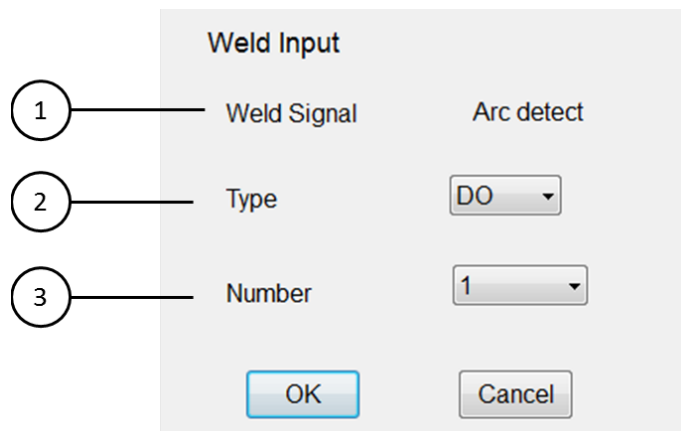 Weld Input
1 Weld Signal Arc detect
2 Type DO
3 Number 1
OK Cancel